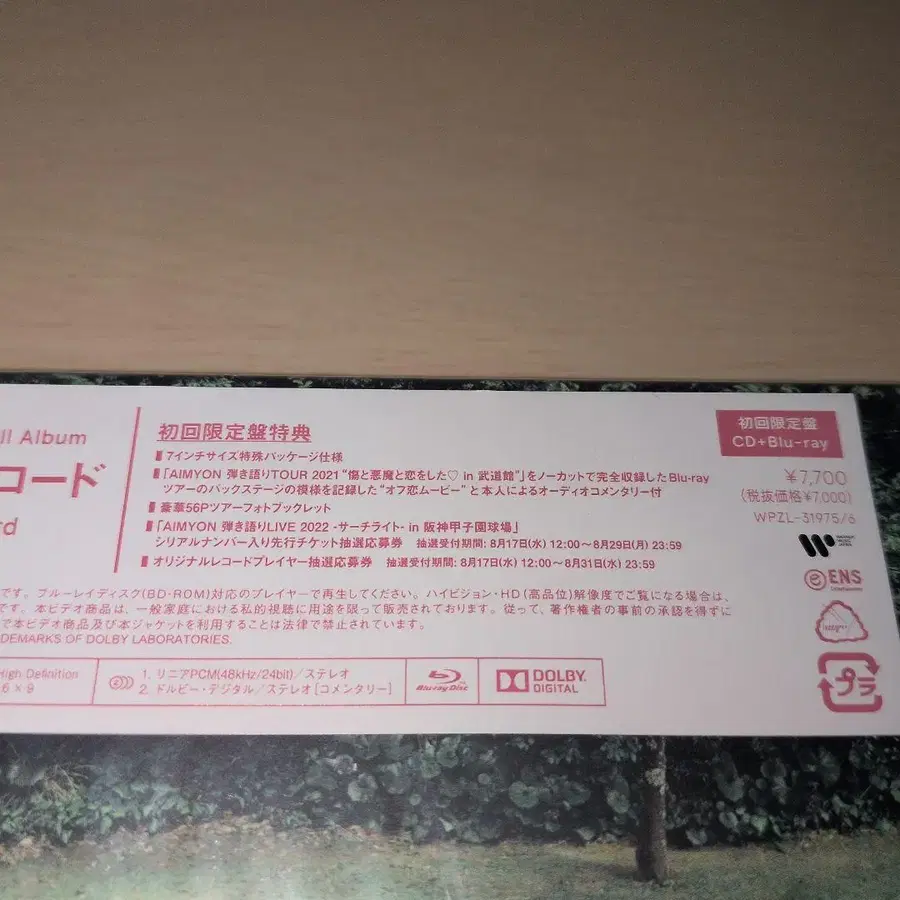 ll Album
コード
rd
初回限定盤特典
■ 7インチサイズ特殊パッケージ仕様
■「AIMYON 弾き語りTOUR 2021 “傷と悪魔と恋をした♡ in 武道館”」をノーカットで完全収録したBlu-ray
ツアーのバックステージの模様を記録した“オフ恋ムービー”と本人によるオーディオコメンタリー付
■ 豪華56Pツアーフォトブックレット
■「AIMYON 弾き語りLIVE 2022 -サーチライト- in 阪神甲子園球場」
シリアルナンバー入り先行チケット抽選応募券 抽選受付期間: 8月17日(水) 12:00～8月29日(月) 23:59
■ オリジナルレコードプレイヤー抽選応募券 抽選受付期間: 8月17日(水) 12:00～8月31日(水) 23:59
初回限定盤
CD+Blu-ray
¥7,700
(税抜価格¥7,000)
WPZL-31975/6
WARNER MUSIC JAPAN
ENS
Entertainment
プラ
です。ブルーレイディスク(BD-ROM)対応のプレイヤーで再生してください。ハイビジョン・HD(高品位)解像度でご覧になる場合は、
です。本ビデオ商品は、一般家庭における私的視聴に用途を限って販売されております。従って、著作権者の事前の承認を得ずに
で本ビデオ商品及び本ジャケットを利用することは法律で禁止されています。
DEMARKS OF DOLBY LABORATORIES.
High Definition
6×9
1. リニアPCM(48kHz/24bit)/ステレオ
2. ドルビー・デジタル/ステレオ[コメンタリー]
Blu-ray Disc
DOLBY
DIGITAL